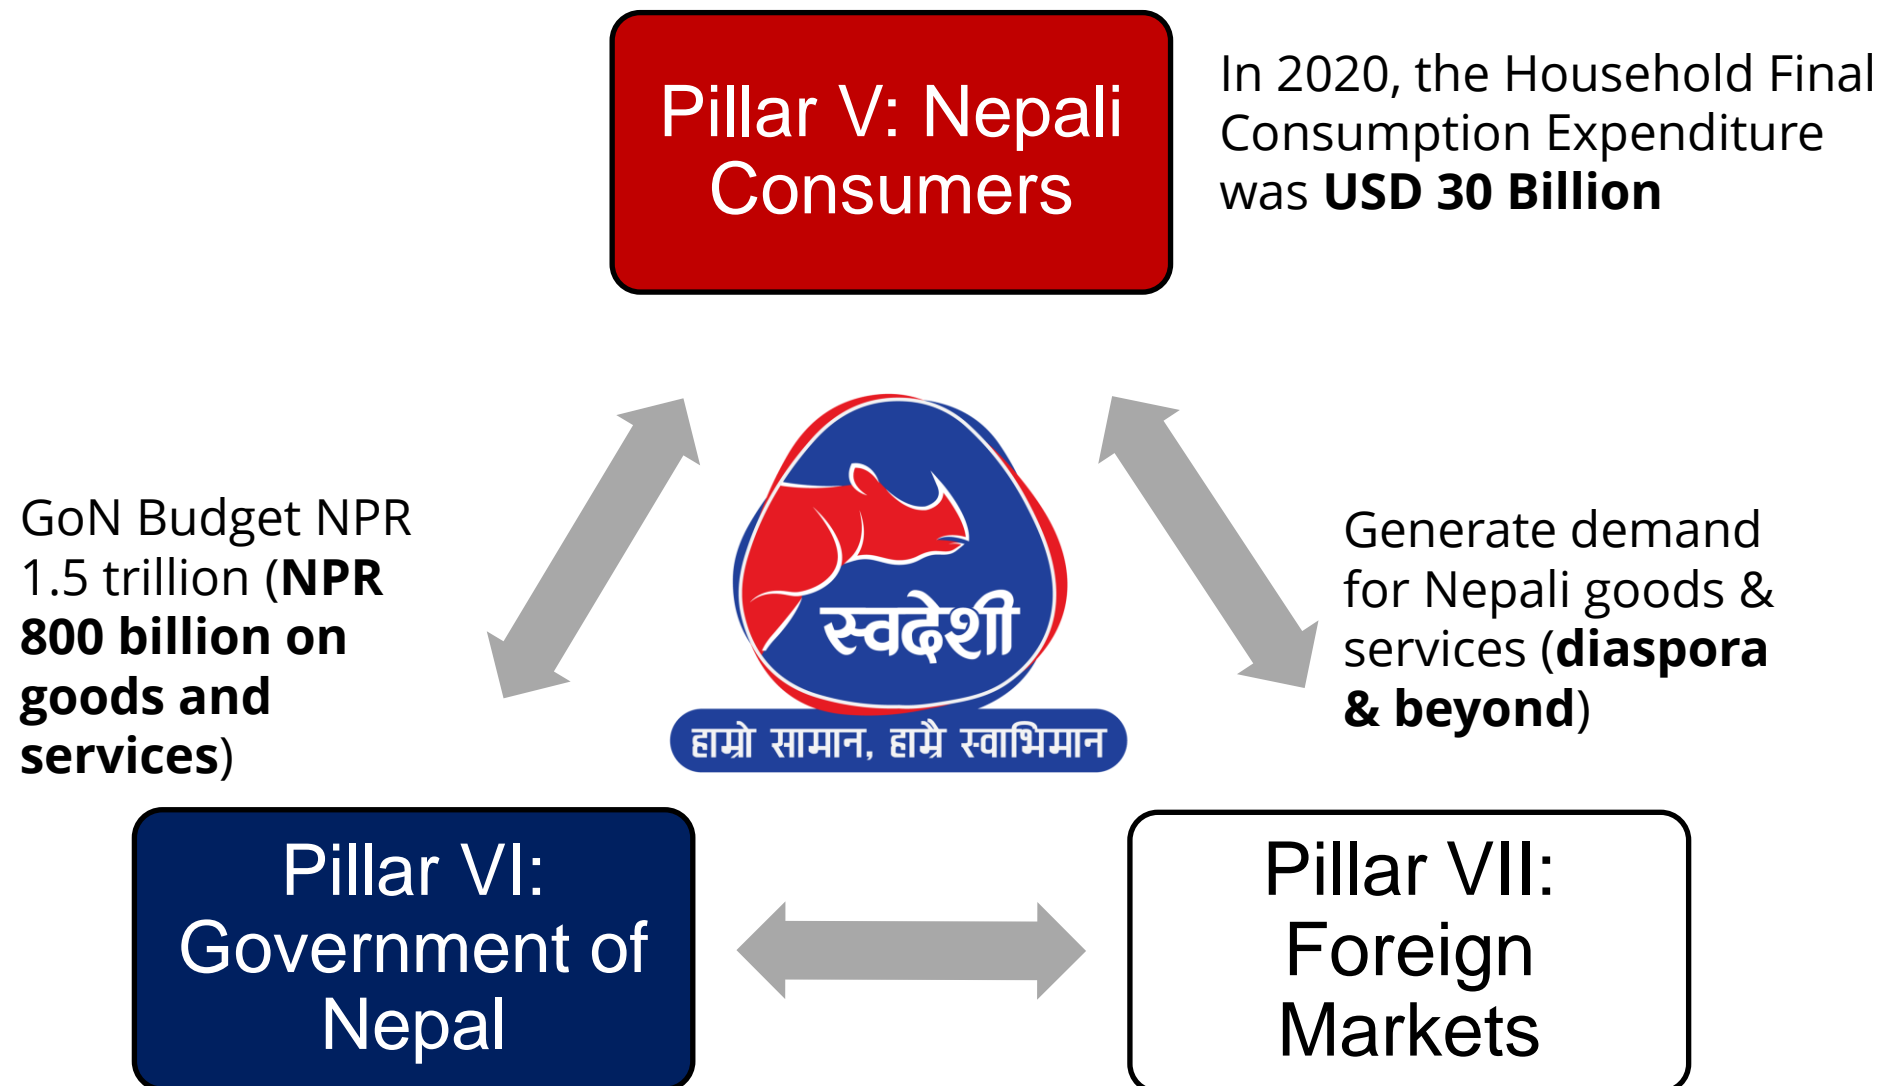 Pillar V: Nepali
Consumers
In 2020, the Household Final
Consumption Expenditure
was USD 30 Billion
GoN Budget NPR
1.5 trillion (NPR
800 billion on
goods and
services)
स्वदेशी
हाम्रो सामान, हाम्रै स्वाभिमान
Generate demand
for Nepali goods &
services (diaspora
& beyond)
Pillar VI:
Government of
Nepal
Pillar VII:
Foreign
Markets